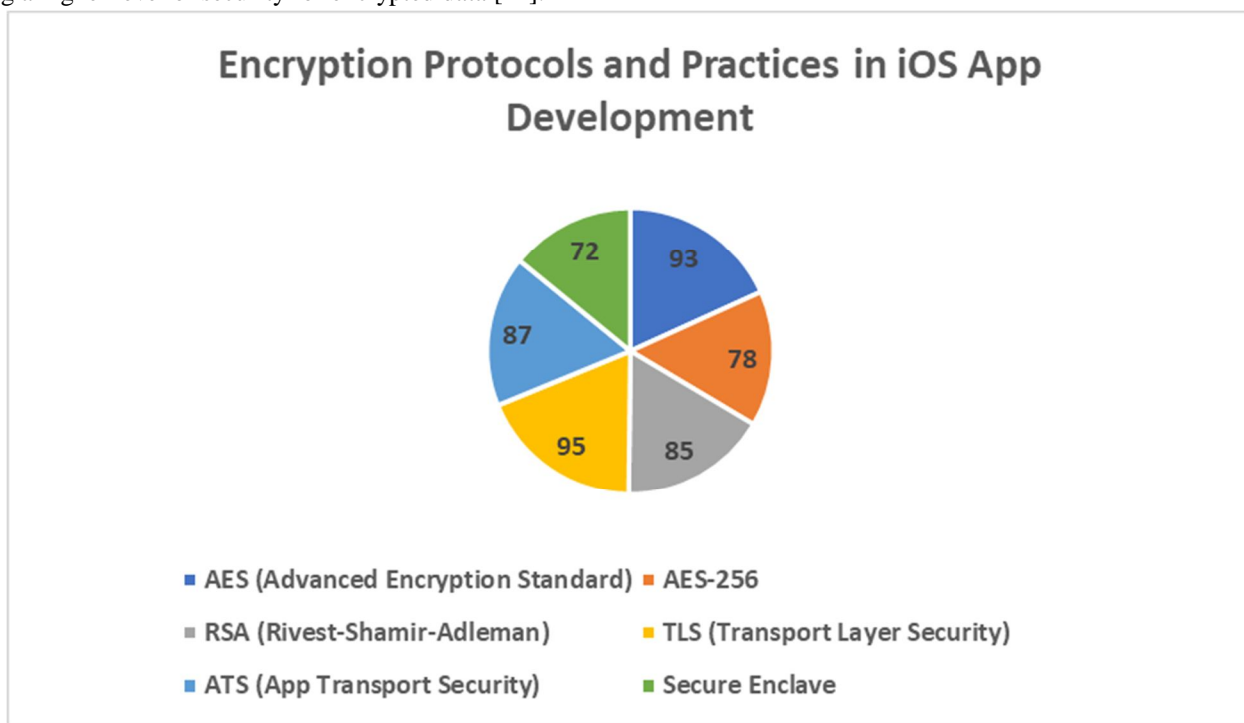 Encryption Protocols and Practices in iOS App
Development
72
93
87
78
95
85
AES (Advanced Encryption Standard) AES-256
RSA (Rivest-Shamir-Adleman) TLS (Transport Layer Security)
ATS (App Transport Security) Secure Enclave